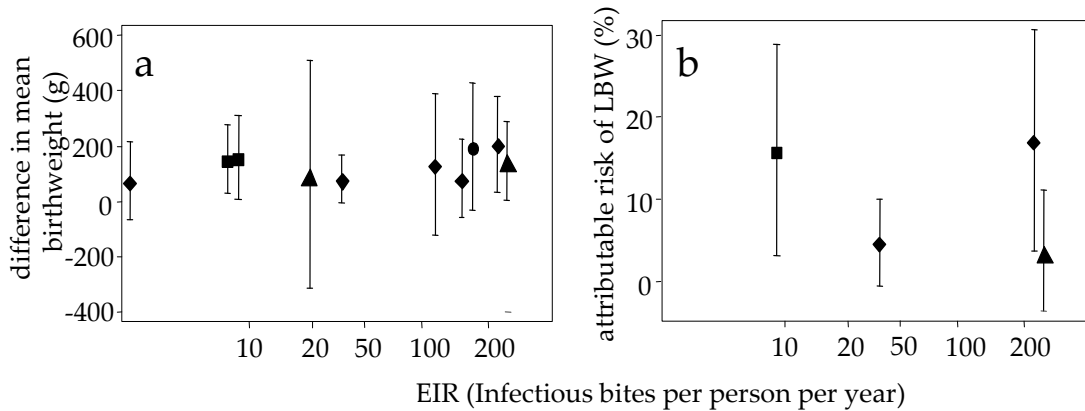 difference in mean
birthweight (g)
a
600
400
200
0
-200
-400
10 20 50 100 200
attributable risk of LBW (%)
b
30
20
10
0
10 20 50 100 200
EIR (Infectious bites per person per year)